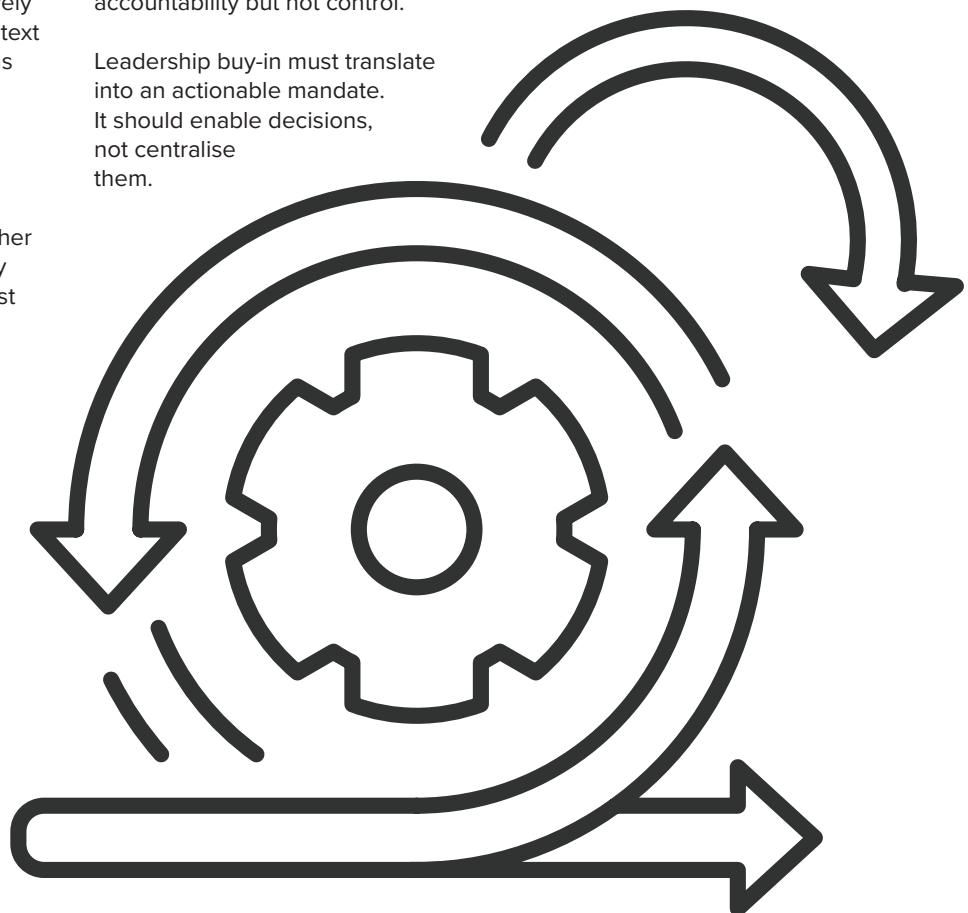 accountability but not control.
Leadership buy-in must translate
into an actionable mandate.
It should enable decisions,
not centralise
them.